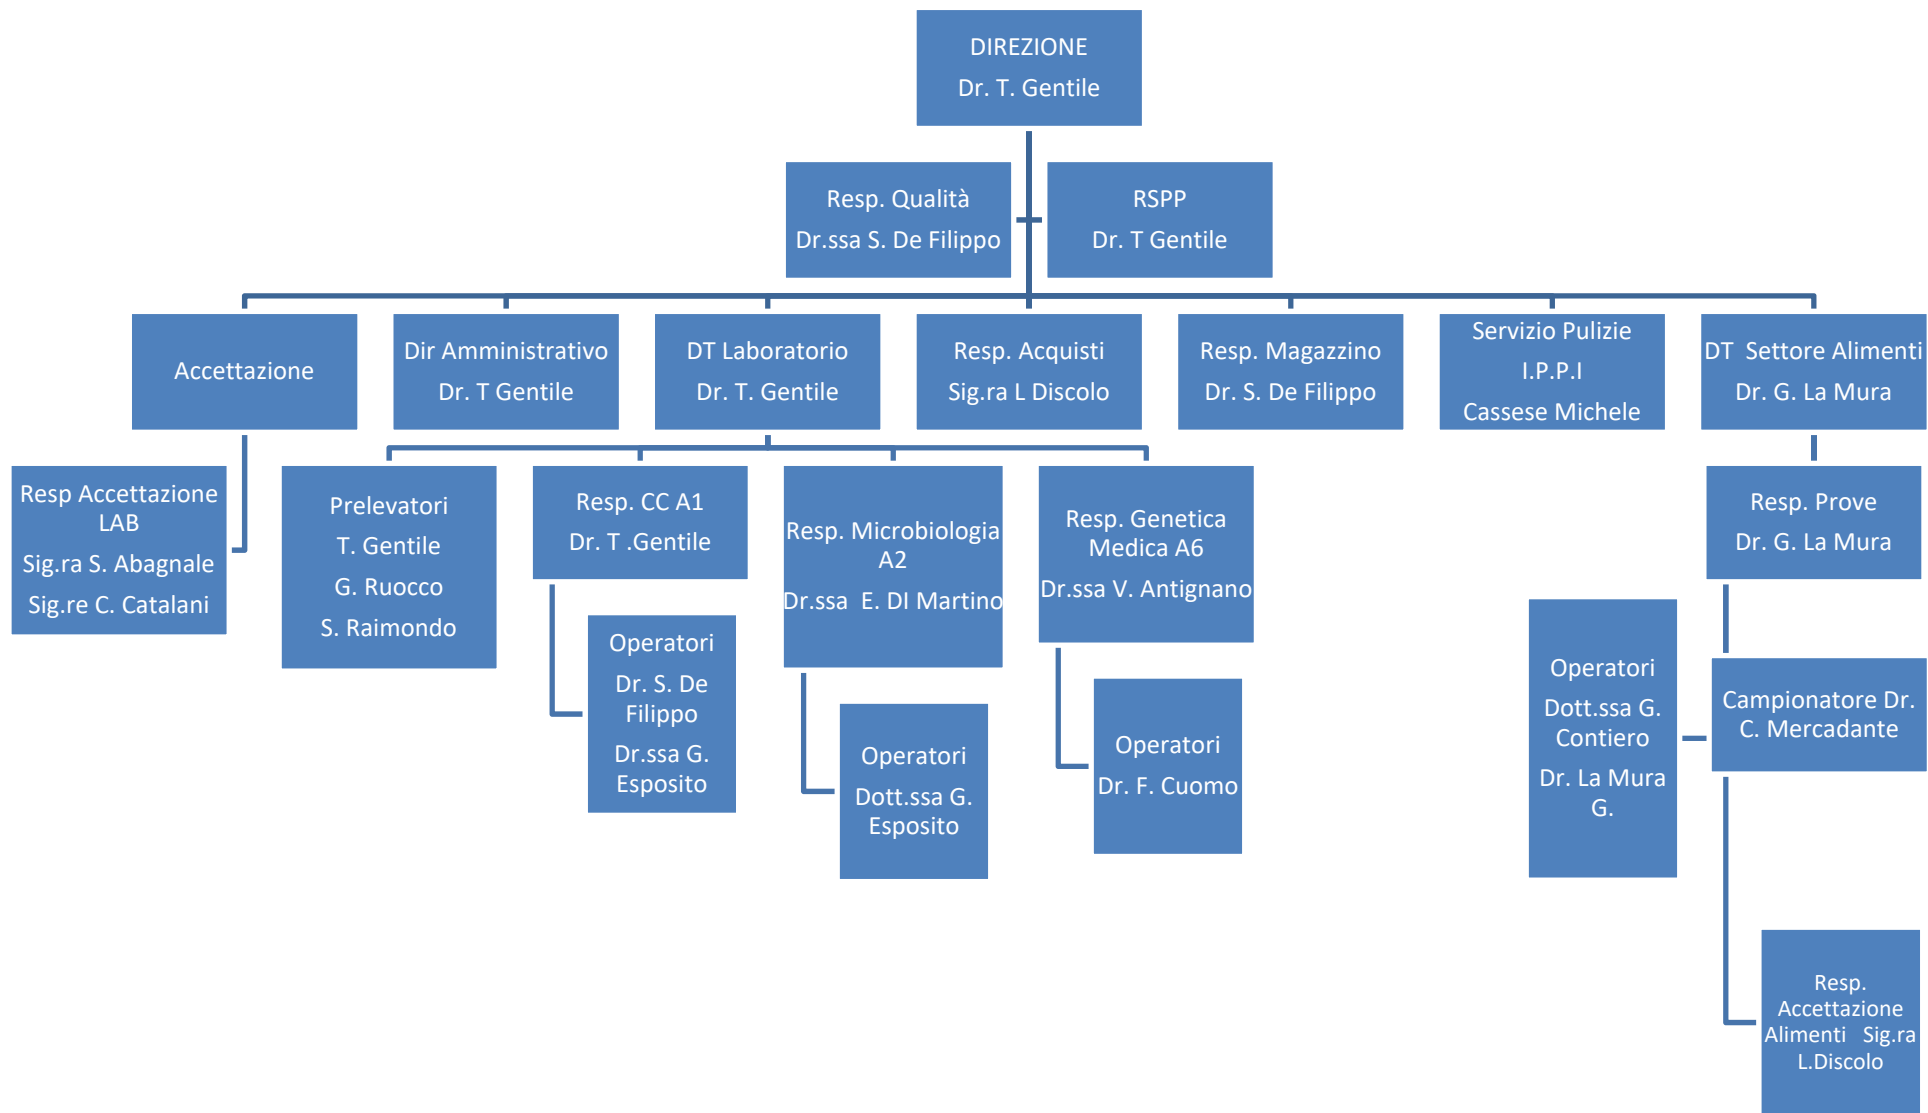 DIREZIONE
Dr. T. Gentile
Resp. Qualità
Dr.ssa S. De Filippo
RSPP
Dr. T Gentile
Accettazione
Dir Amministrativo
Dr. T Gentile
DT Laboratorio
Dr. T. Gentile
Resp. Acquisti
Sig.ra L Discolo
Resp. Magazzino
Dr. S. De Filippo
Servizio Pulizie
I.P.P.I
Cassese Michele
DT Settore Alimenti
Dr. G. La Mura
Resp Accettazione
LAB
Sig.ra S. Abagnale
Sig.re C. Catalani
Prelevatori
T. Gentile
G. Ruocco
S. Raimondo
Resp. CC A1
Dr. T .Gentile
Operatori
Dr. S. De
Filippo
Dr.ssa G.
Esposito
Resp. Microbiologia
A2
Dr.ssa E. DI Martino
Operatori
Dott.ssa G.
Esposito
Resp. Genetica
Medica A6
Dr.ssa V. Antignano
Operatori
Dr. F. Cuomo
Resp. Prove
Dr. G. La Mura
Operatori
Dott.ssa G.
Contiero
Dr. La Mura
G.
Campionatore Dr.
C. Mercadante
Resp.
Accettazione
Alimenti Sig.ra
L.Discolo